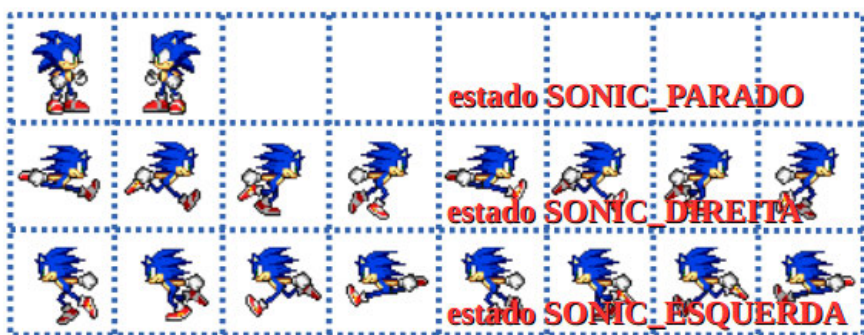 estado SONIC_PARADO
estado SONIC_DIREITA
estado SONIC_ESQUERDA